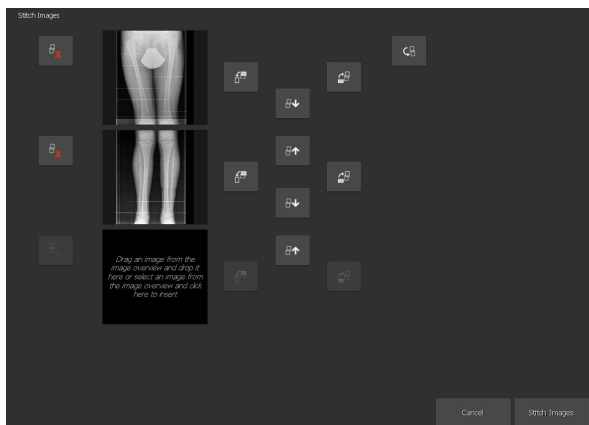 Stitch Images
Drag an image from the
image overview and drop it
here or select an image from
the image overview and click
here to insert
Cancel
Stitch Images